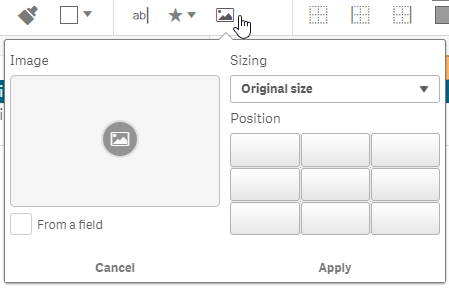 ab
Image
Sizing
Original size
Position
From a field
Cancel
Apply